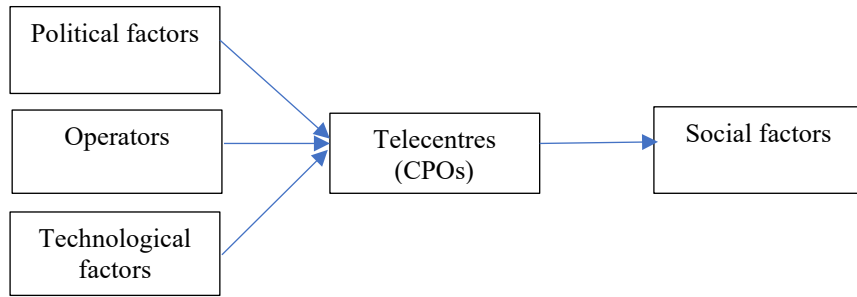 Political factors
Operators
Technological
factors
Telecentres
(CPOs)
Social factors